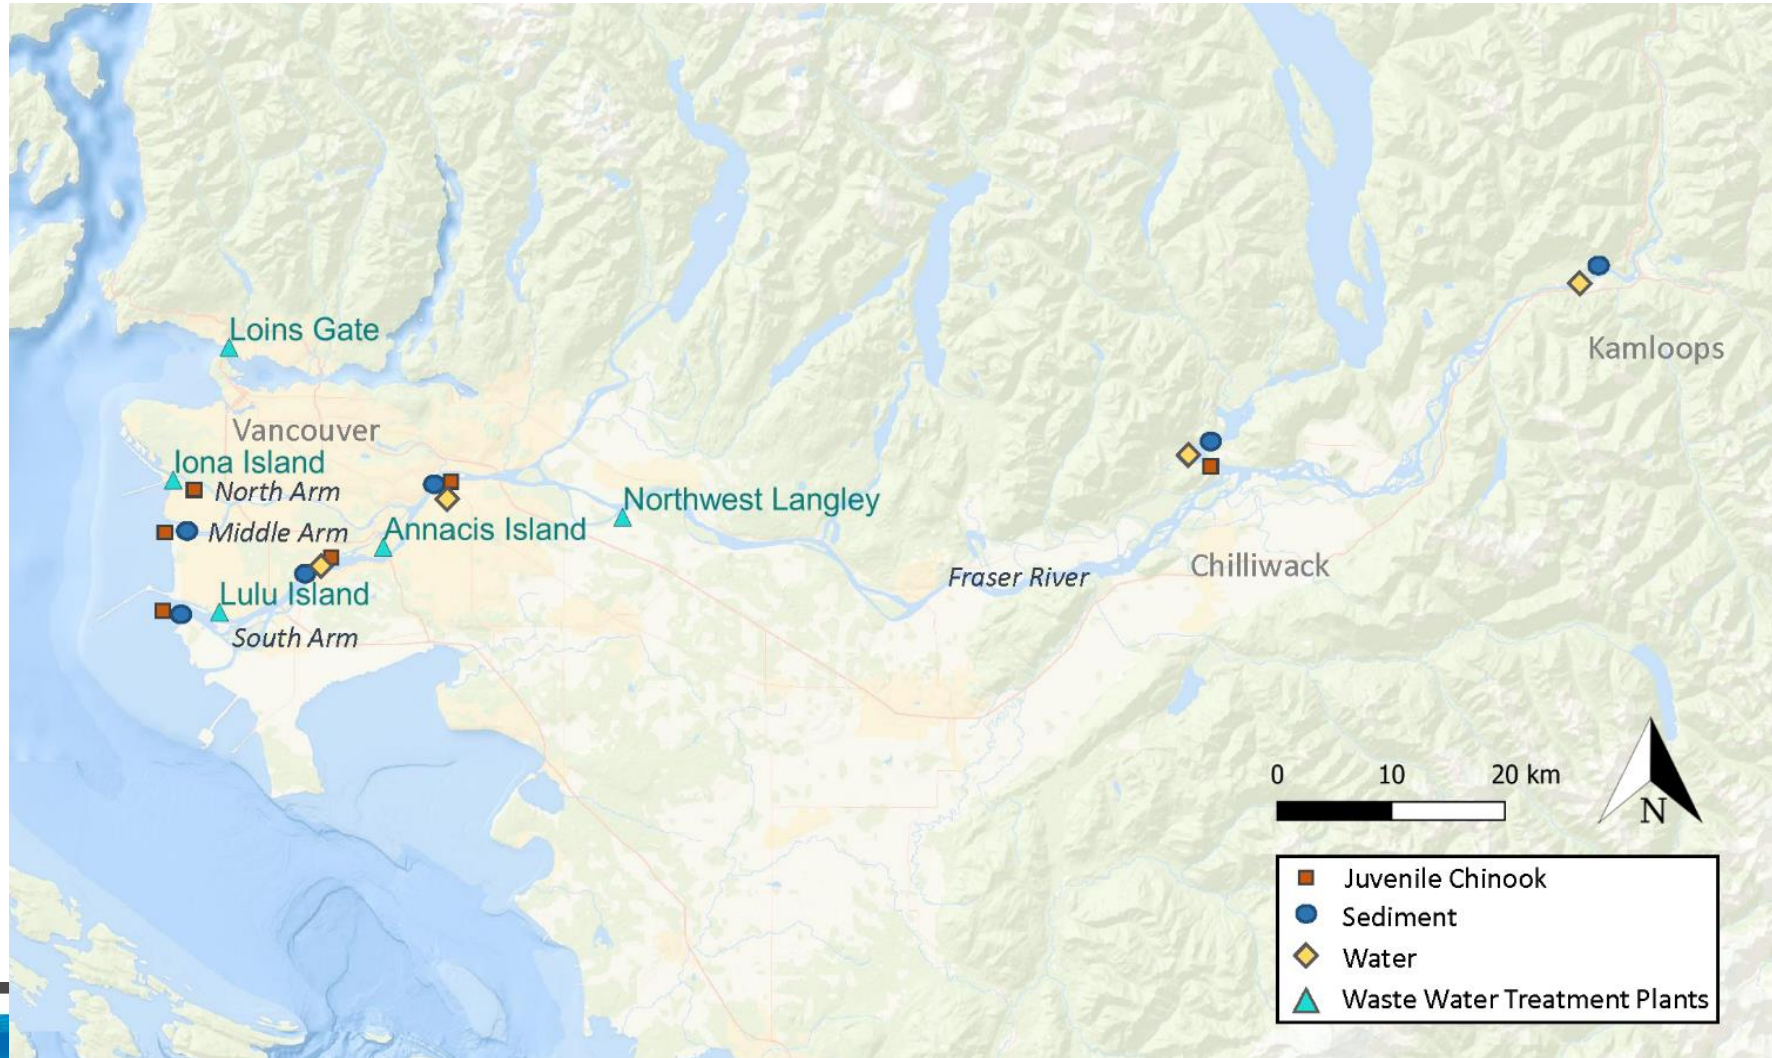 Loins Gate
Kamloops
Vancouver
Iona Island
North Arm
Northwest Langley
Middle Arm
Annacis Island
Chilliwack
Fraser River
Lulu Island
South Arm
0 10 20 km
N
Juvenile Chinook
Sediment
Water
Waste Water Treatment Plants